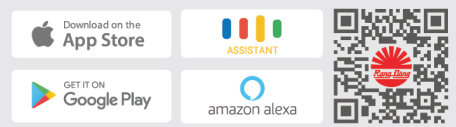 Download on the
App Store
ASSISTANT
GET IT ON
Google Play
amazon alexa
Rạng Đông